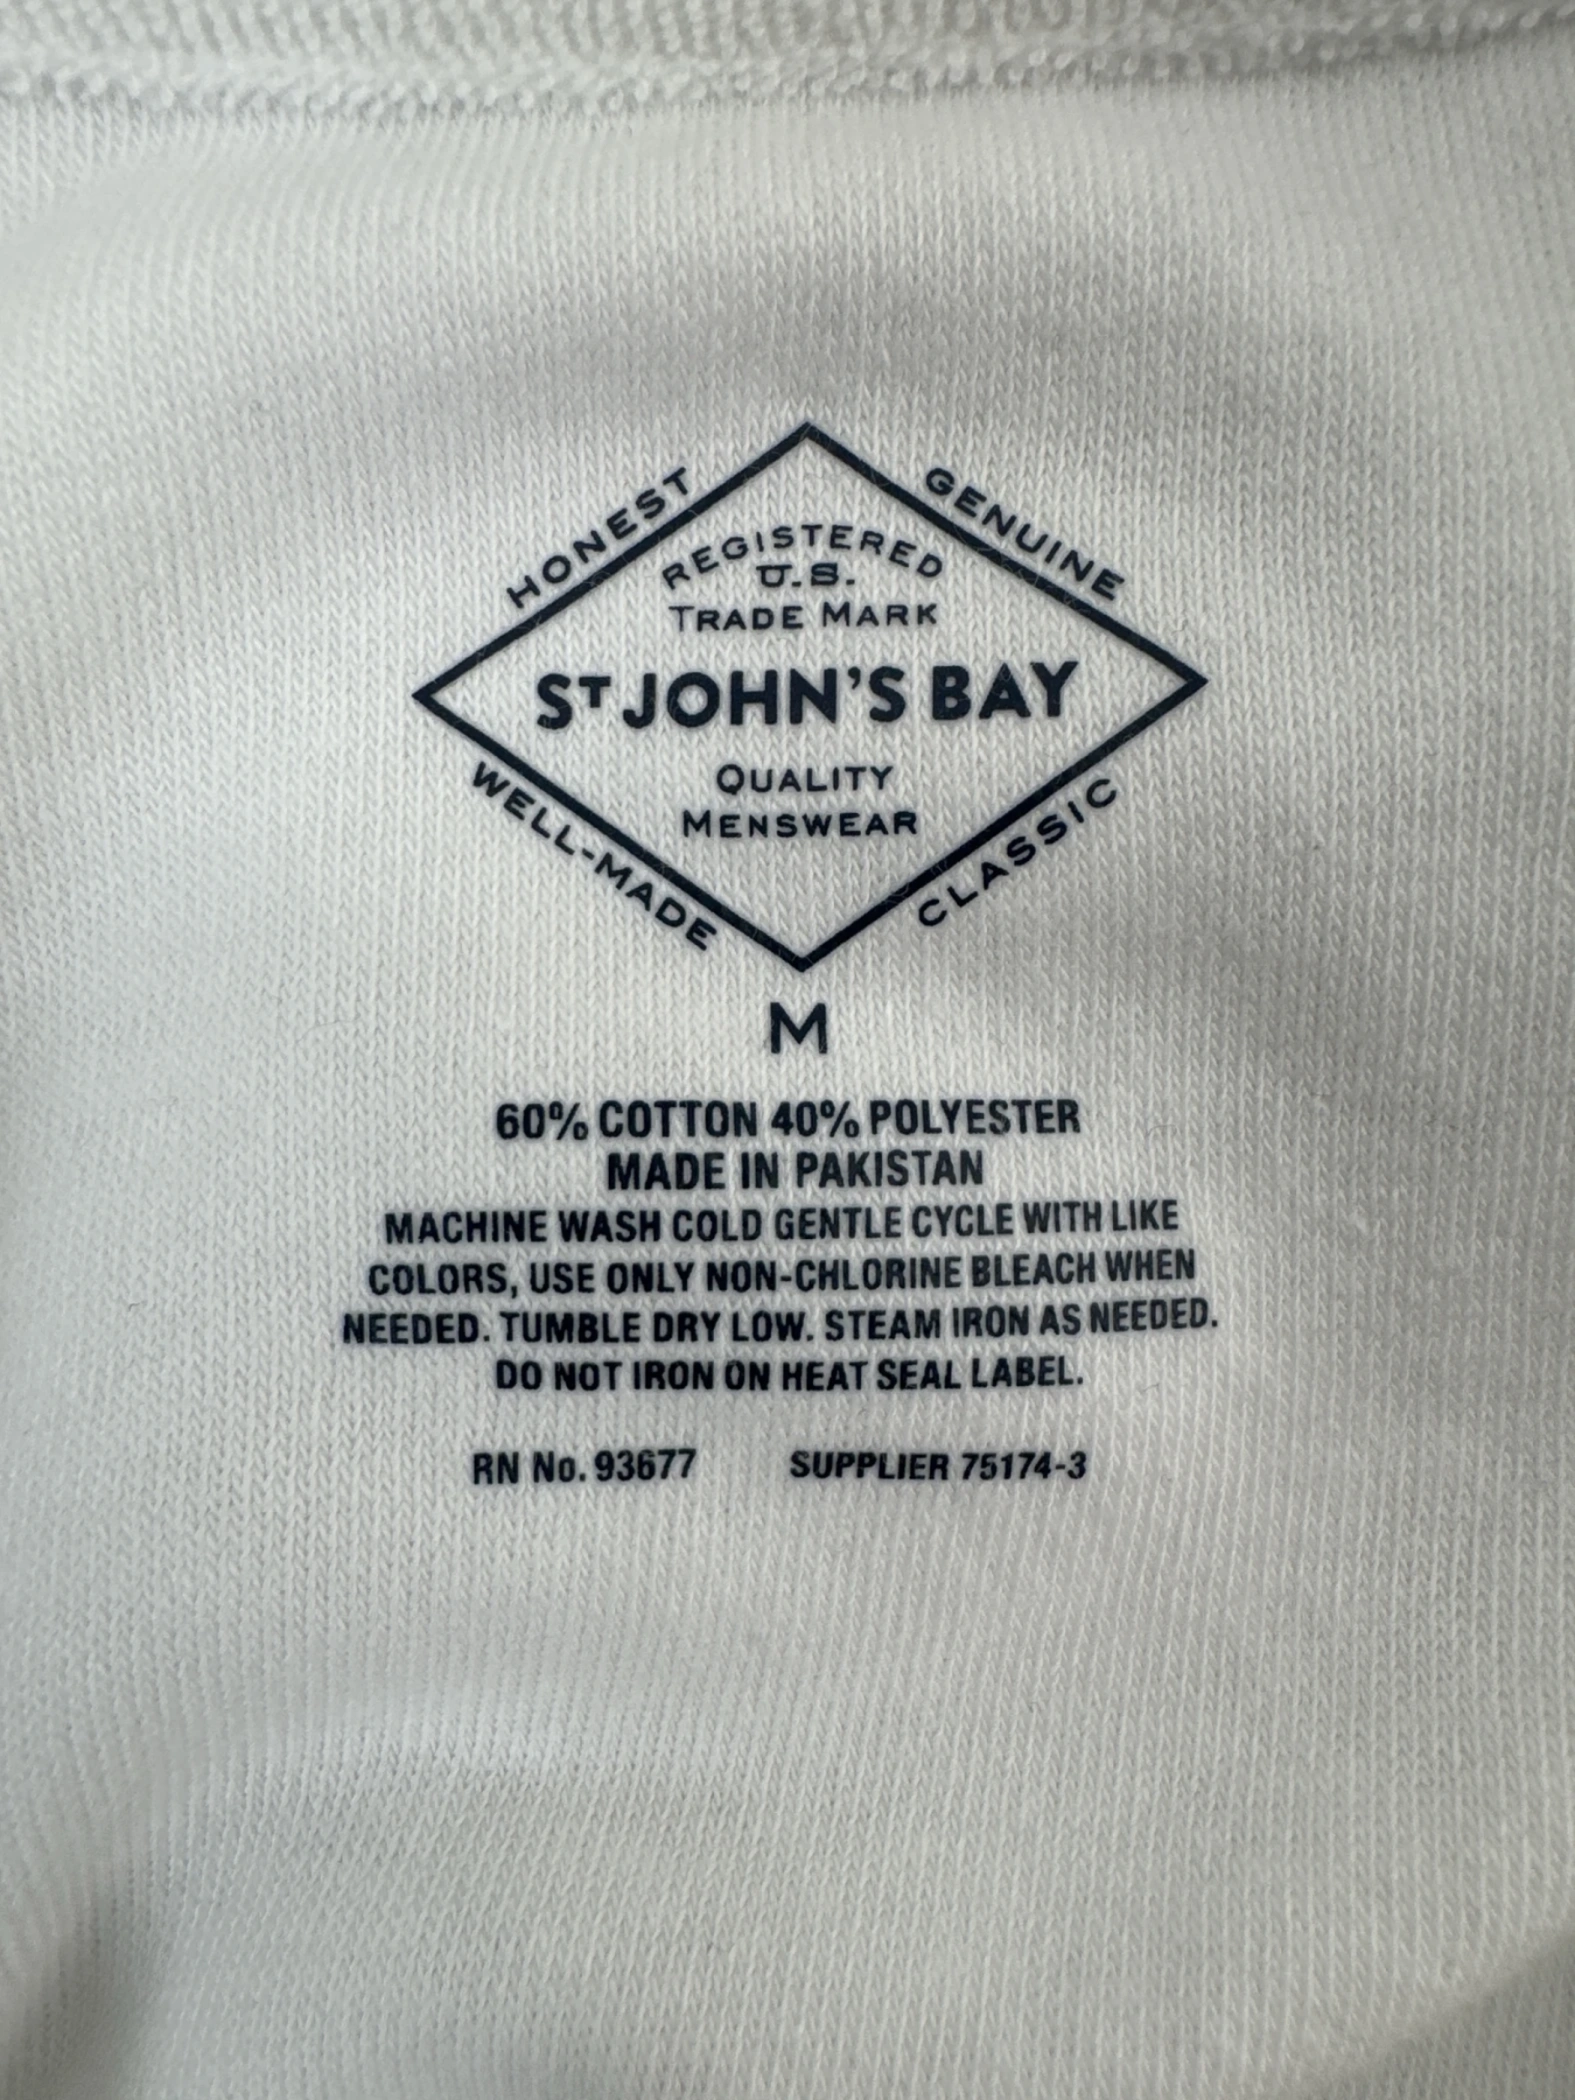 HONEST
GENUINE
REGISTERED
U.S.
TRADE MARK
ST JOHN'S BAY
QUALITY
MENSWEAR
WELL-MADE
CLASSIC
M
60% COTTON 40% POLYESTER
MADE IN PAKISTAN
MACHINE WASH COLD GENTLE CYCLE WITH LIKE
COLORS, USE ONLY NON-CHLORINE BLEACH WHEN
NEEDED. TUMBLE DRY LOW. STEAM IRON AS NEEDED.
DO NOT IRON ON HEAT SEAL LABEL.
RN No. 93677 SUPPLIER 75174-3